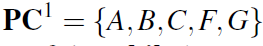 PC¹ = {A,B,C,F,G}